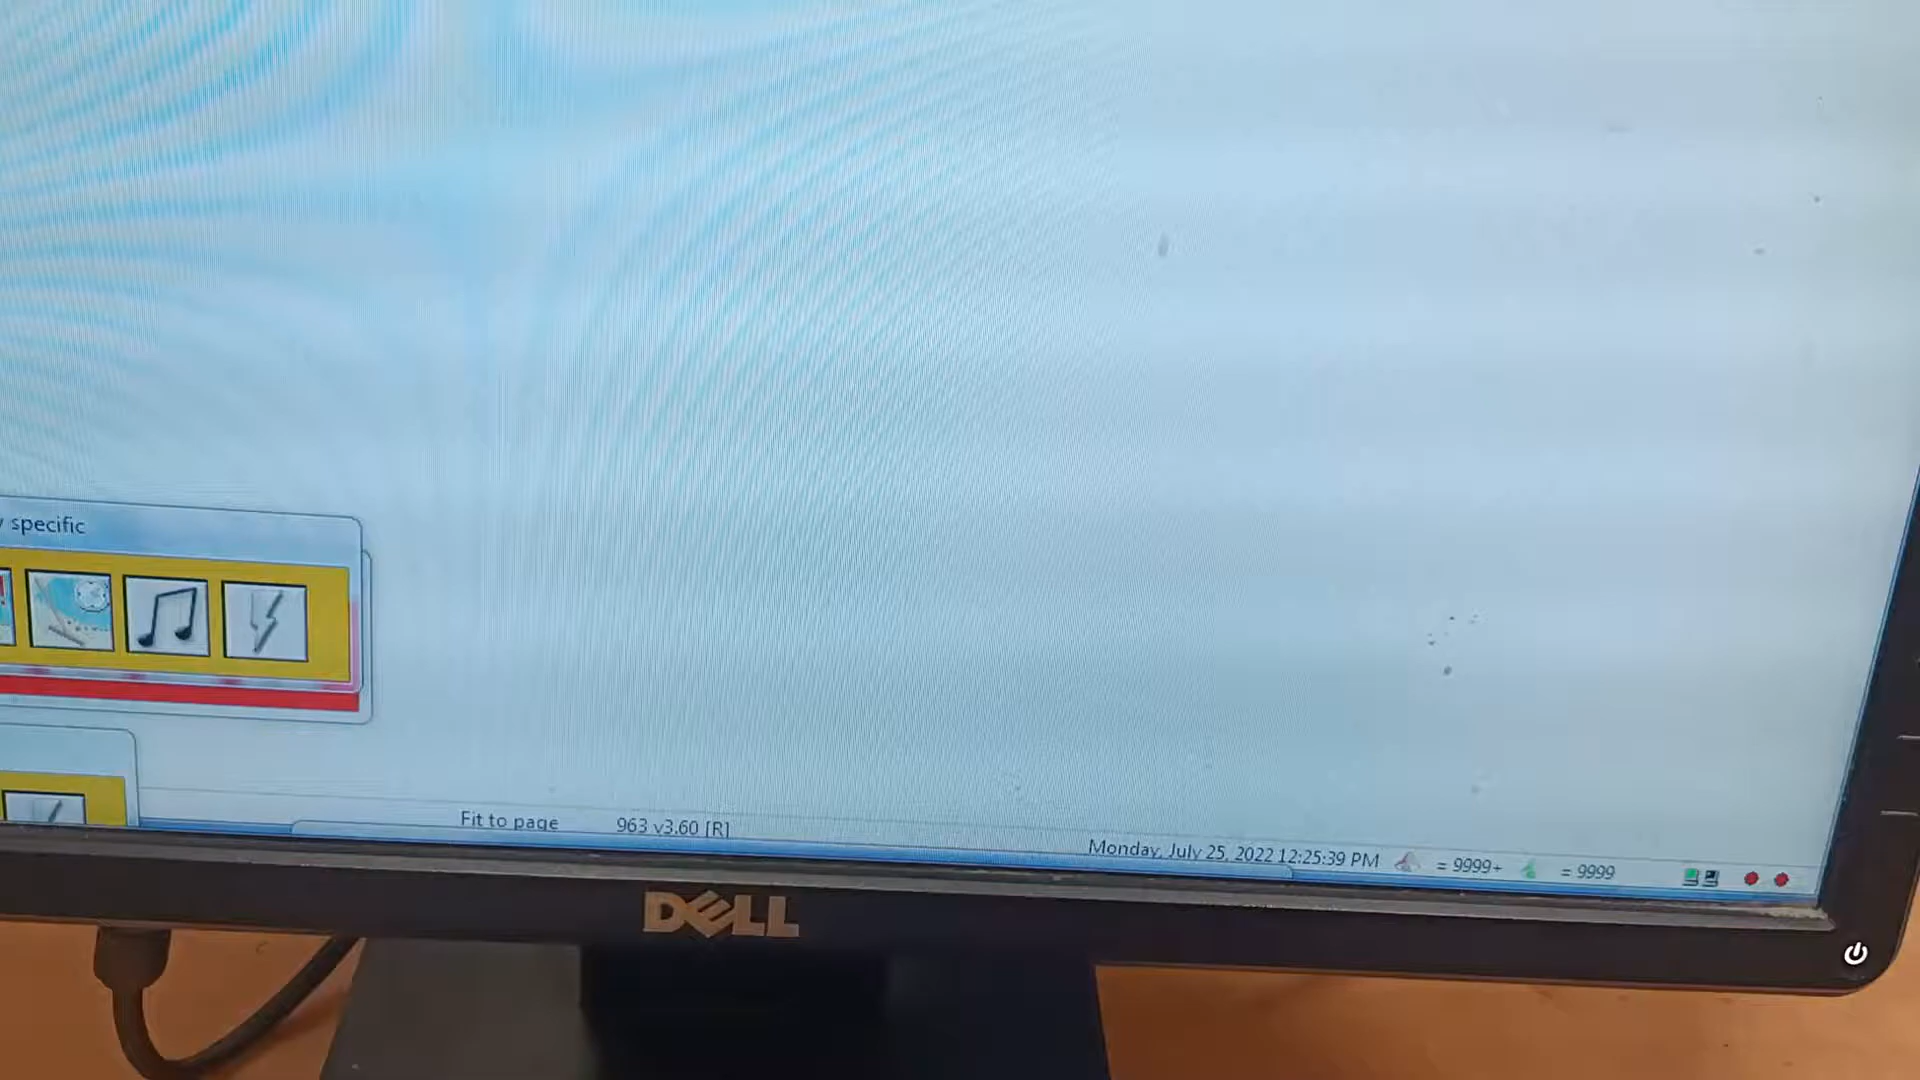 specific
Fit to page
963 v3.60 [R]
Monday, July 25, 2022 12:25:39 PM
= 9999+
= 9999
DELL